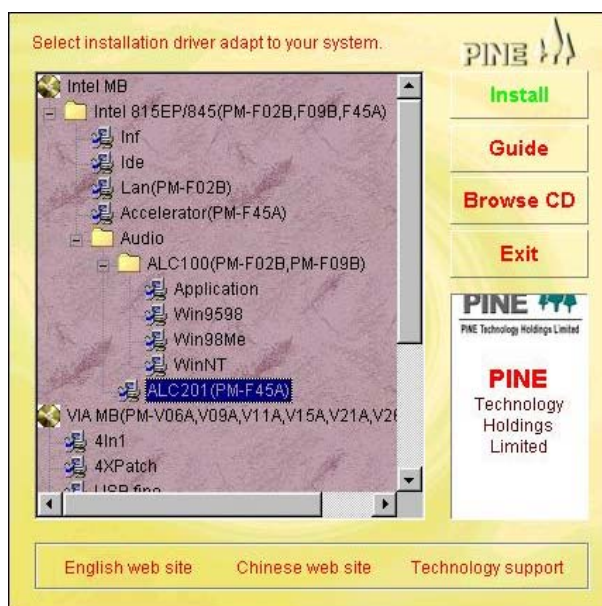 Select installation driver adapt to your system.
PINE
Intel MB
Intel 815EP/845(PM-F02B,F09B,F45A)
Inf
Ide
Lan(PM-F02B)
Accelerator(PM-F45A)
Audio
ALC100(PM-F02B,PM-F09B)
Application
Win9598
Win98Me
WinNT
ALC201(PM-F45A)
VIA MB(PM-V06A,V09A,V11A,V15A,V21A,V26
4In1
4XPatch
Install
Guide
Browse CD
Exit
PINE
PINE Technology Holdings Limited
PINE
Technology
Holdings
Limited
English web site
Chinese web site
Technology support